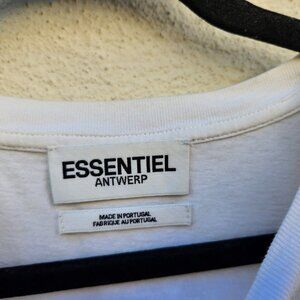 ESSENTIEL
ANTWERP
MADE IN PORTUGAL
FABRIQUE AU PORTUGAL